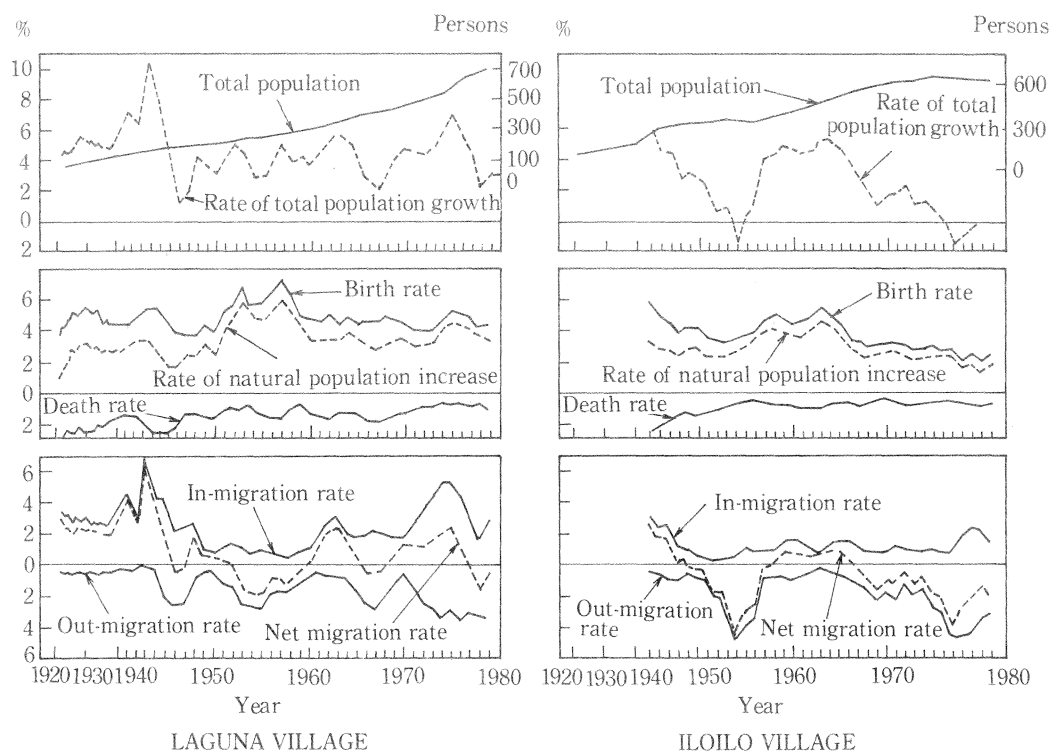 % Persons
10
8
6
4
2
0
2
700
500
300
100
0
Total population
Rate of total population growth
6
4
2
0
2
Birth rate
Rate of natural population increase
Death rate
6
4
2
0
2
4
6
In-migration rate
Out-migration rate
Net migration rate
1920 1930 1940 1950 1960 1970 1980
Year
LAGUNA VILLAGE
% Persons
600
300
0
Total population
Rate of total
population growth
Birth rate
Rate of natural population increase
Death rate
In-migration rate
Out-migration
rate
Net migration rate
1920 1930 1940 1950 1960 1970 1980
Year
ILOILO VILLAGE